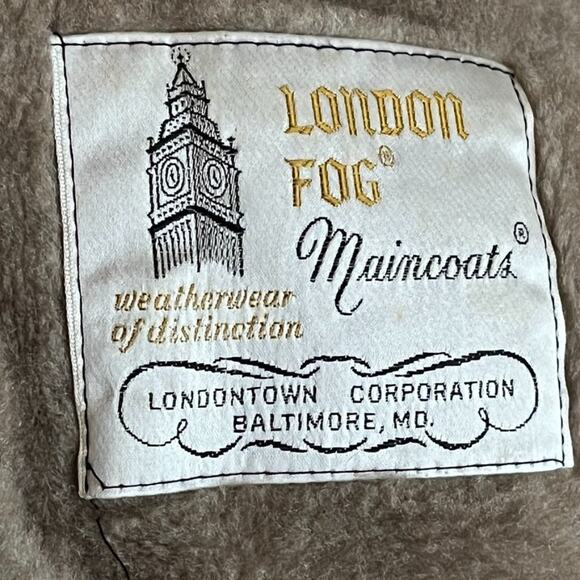 LONDON
FOG®
Maincoats®
weatherwear
of distinction
LONDONTOWN CORPORATION
BALTIMORE, MD.